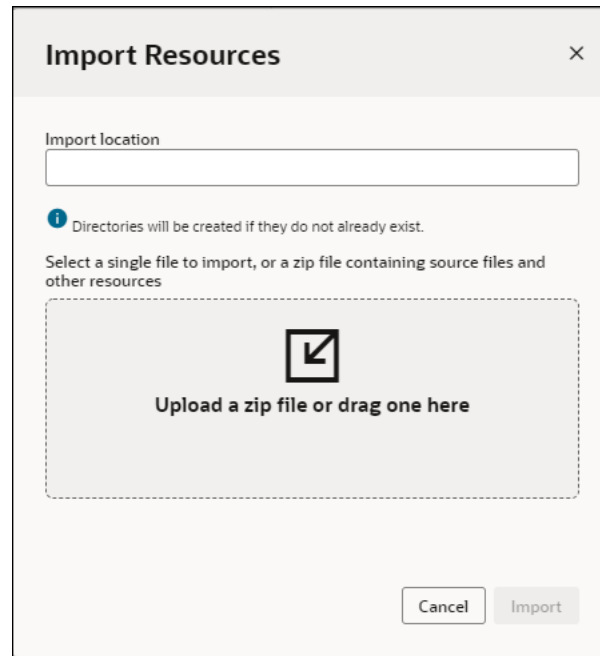 Import Resources
Import location
Directories will be created if they do not already exist.
Select a single file to import, or a zip file containing source files and
other resources
Upload a zip file or drag one here
Cancel
Import